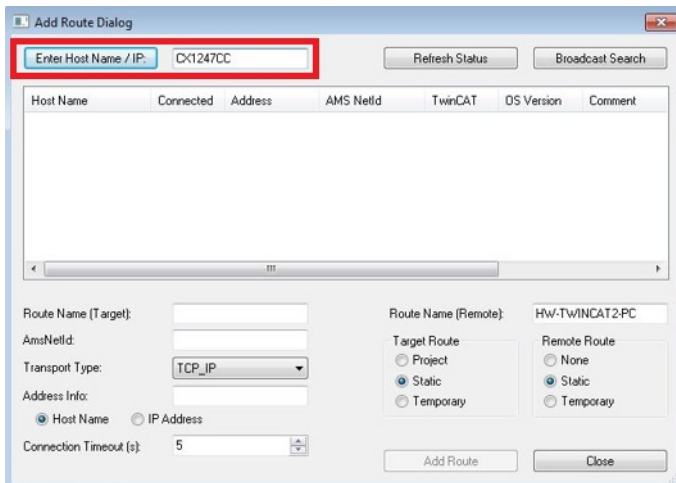 Add Route Dialog
Enter Host Name / IP: CX1247CC Refresh Status Broadcast Search
Host Name Connected Address AMS NetId TwinCAT OS Version Comment
Route Name (Target): Route Name (Remote): HW-TWINCAT2-PC
AmsNetId: Target Route Remote Route
Project None
Transport Type: TCP_IP Static Static
Address Info: Temporary Temporary
Host Name IP Address
Connection Timeout (s): 5
Add Route Close